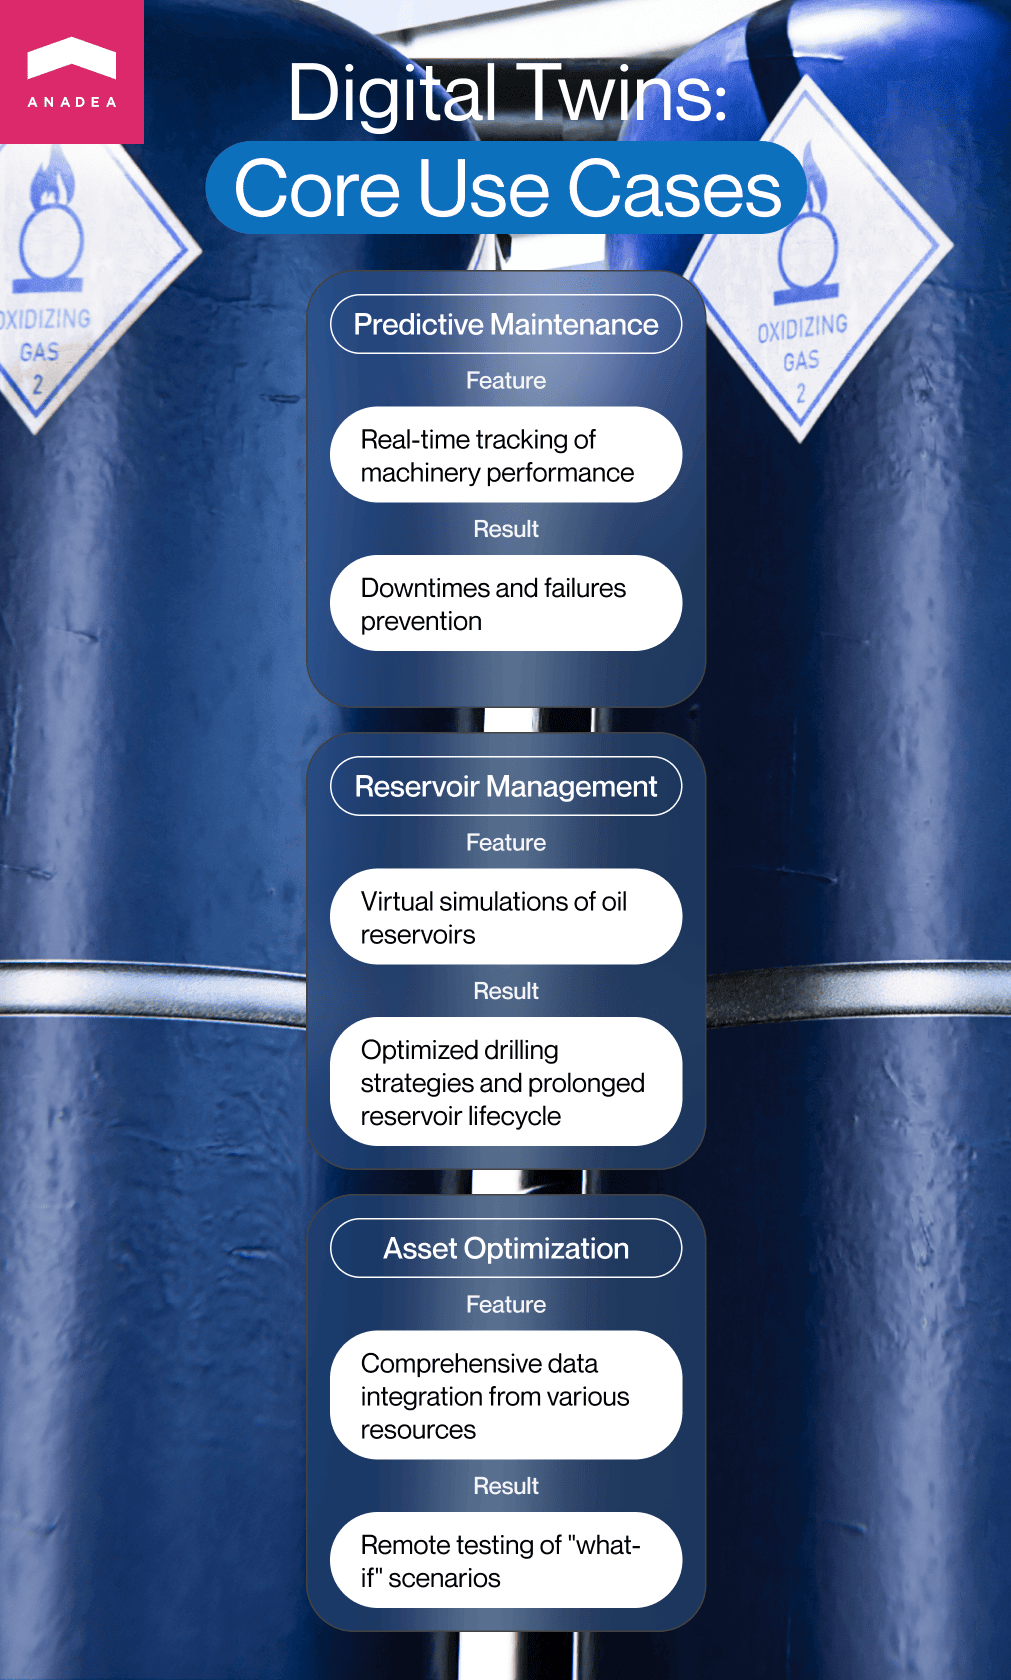 ANADEA
Digital Twins:
Core Use Cases
OXIDIZING
GAS
2
OXIDIZING
GAS
2
Predictive Maintenance
Feature
Real-time tracking of
machinery performance
Result
Downtimes and failures
prevention
Reservoir Management
Feature
Virtual simulations of oil
reservoirs
Result
Optimized drilling
strategies and prolonged
reservoir lifecycle
Asset Optimization
Feature
Comprehensive data
integration from various
resources
Result
Remote testing of "what-
if" scenarios